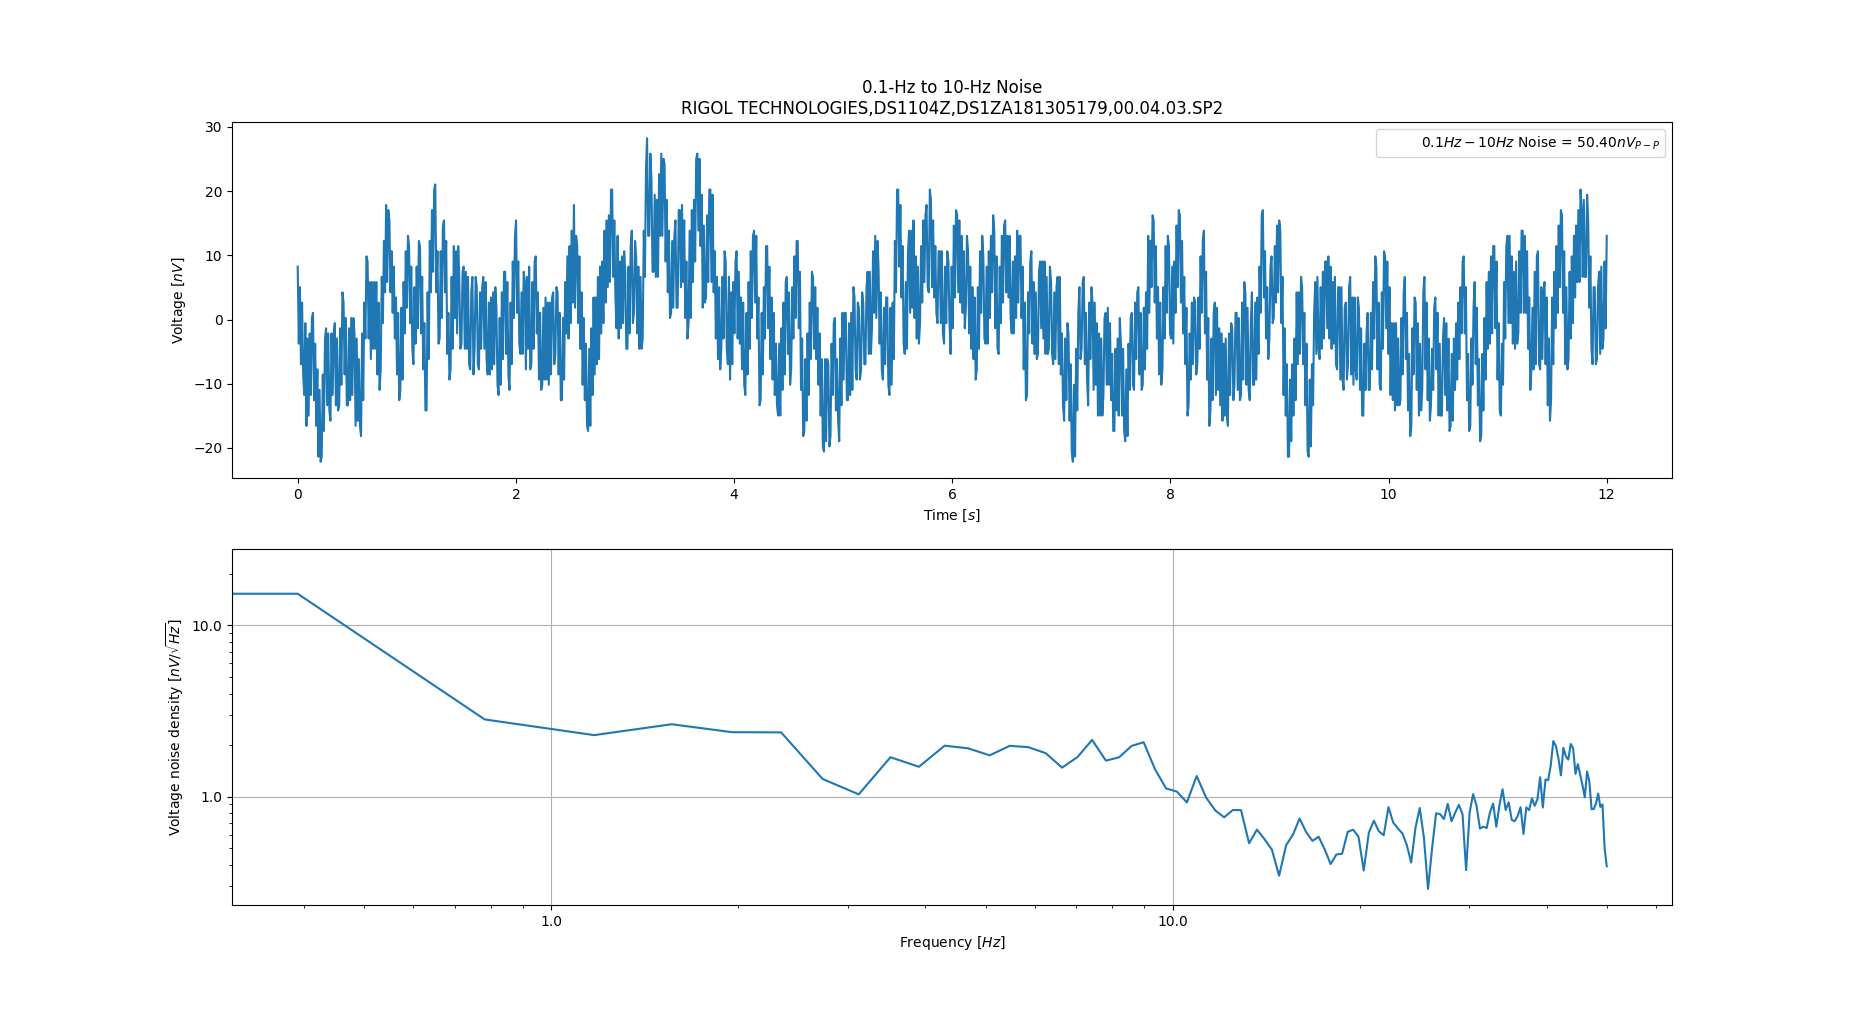 0.1-Hz to 10-Hz Noise
RIGOL TECHNOLOGIES,DS1104Z,DS1ZA181305179,00.04.03.SP2
0.1Hz − 10Hz Noise = 50.40nV_{P−P}
30
20
10
0
−10
−20
Voltage [nV]
0
2
4
6
8
10
12
Time [s]
10.0
1.0
Voltage noise density [nV/√Hz]
1.0
10.0
Frequency [Hz]